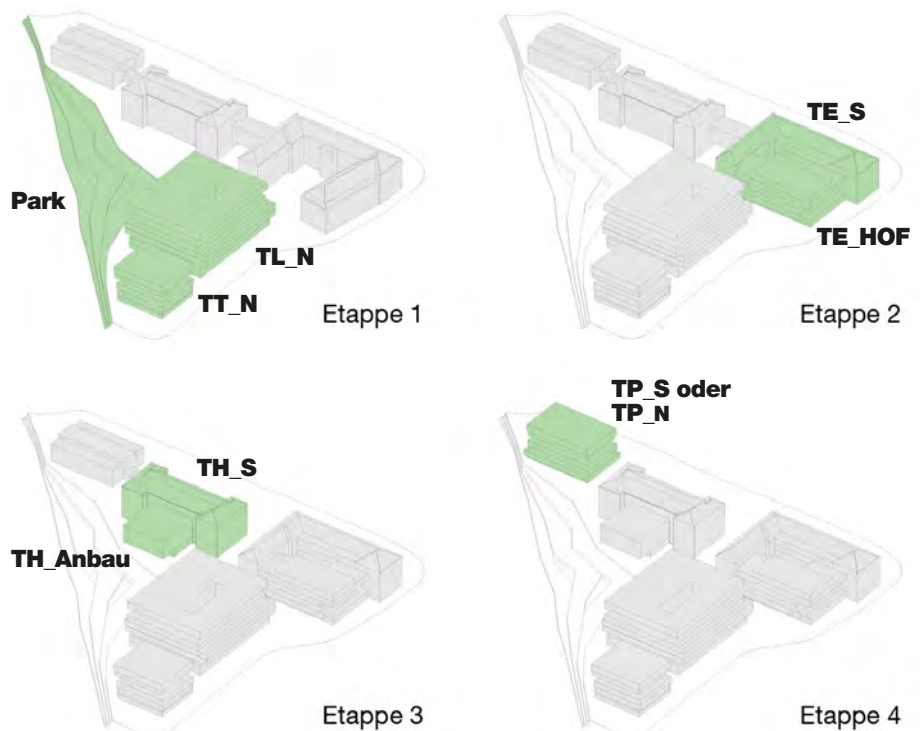 Park
TL_N
TT_N
Etappe 1
TE_S
TE_HOF
Etappe 2
TH_S
TH_Anbau
Etappe 3
TP_S oder
TP_N
Etappe 4